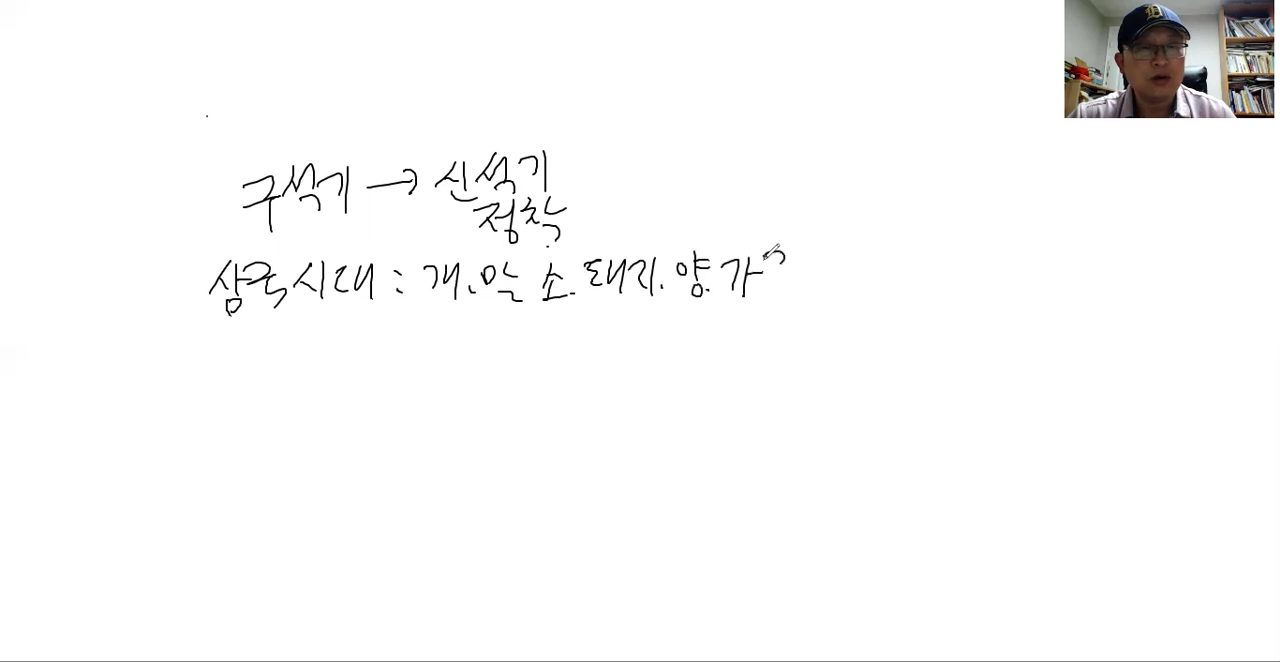 구석기 → 신석기
정착
삼국시대 : 개. 말 소. 돼지. 양. 가